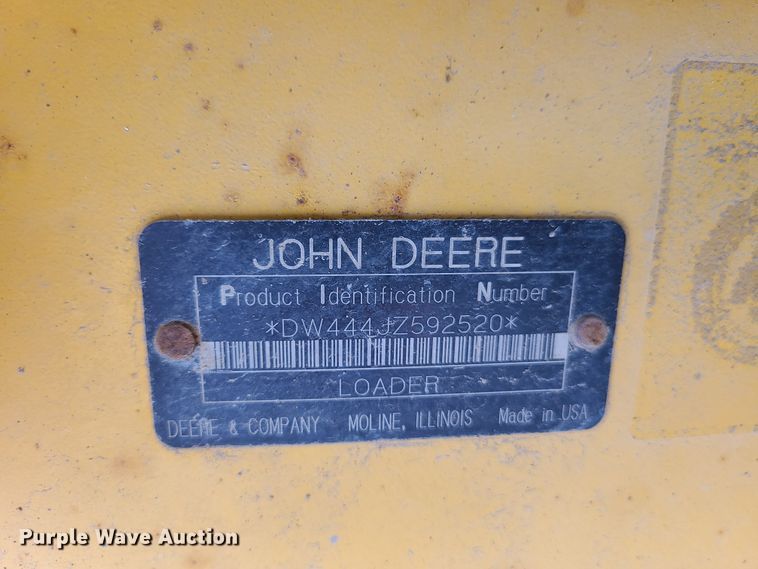 JOHN DEERE
Product Identification Number
*DW444JZ592520*
LOADER
DEERE & COMPANY MOLINE, ILLINOIS Made in USA
Purple Wave Auction